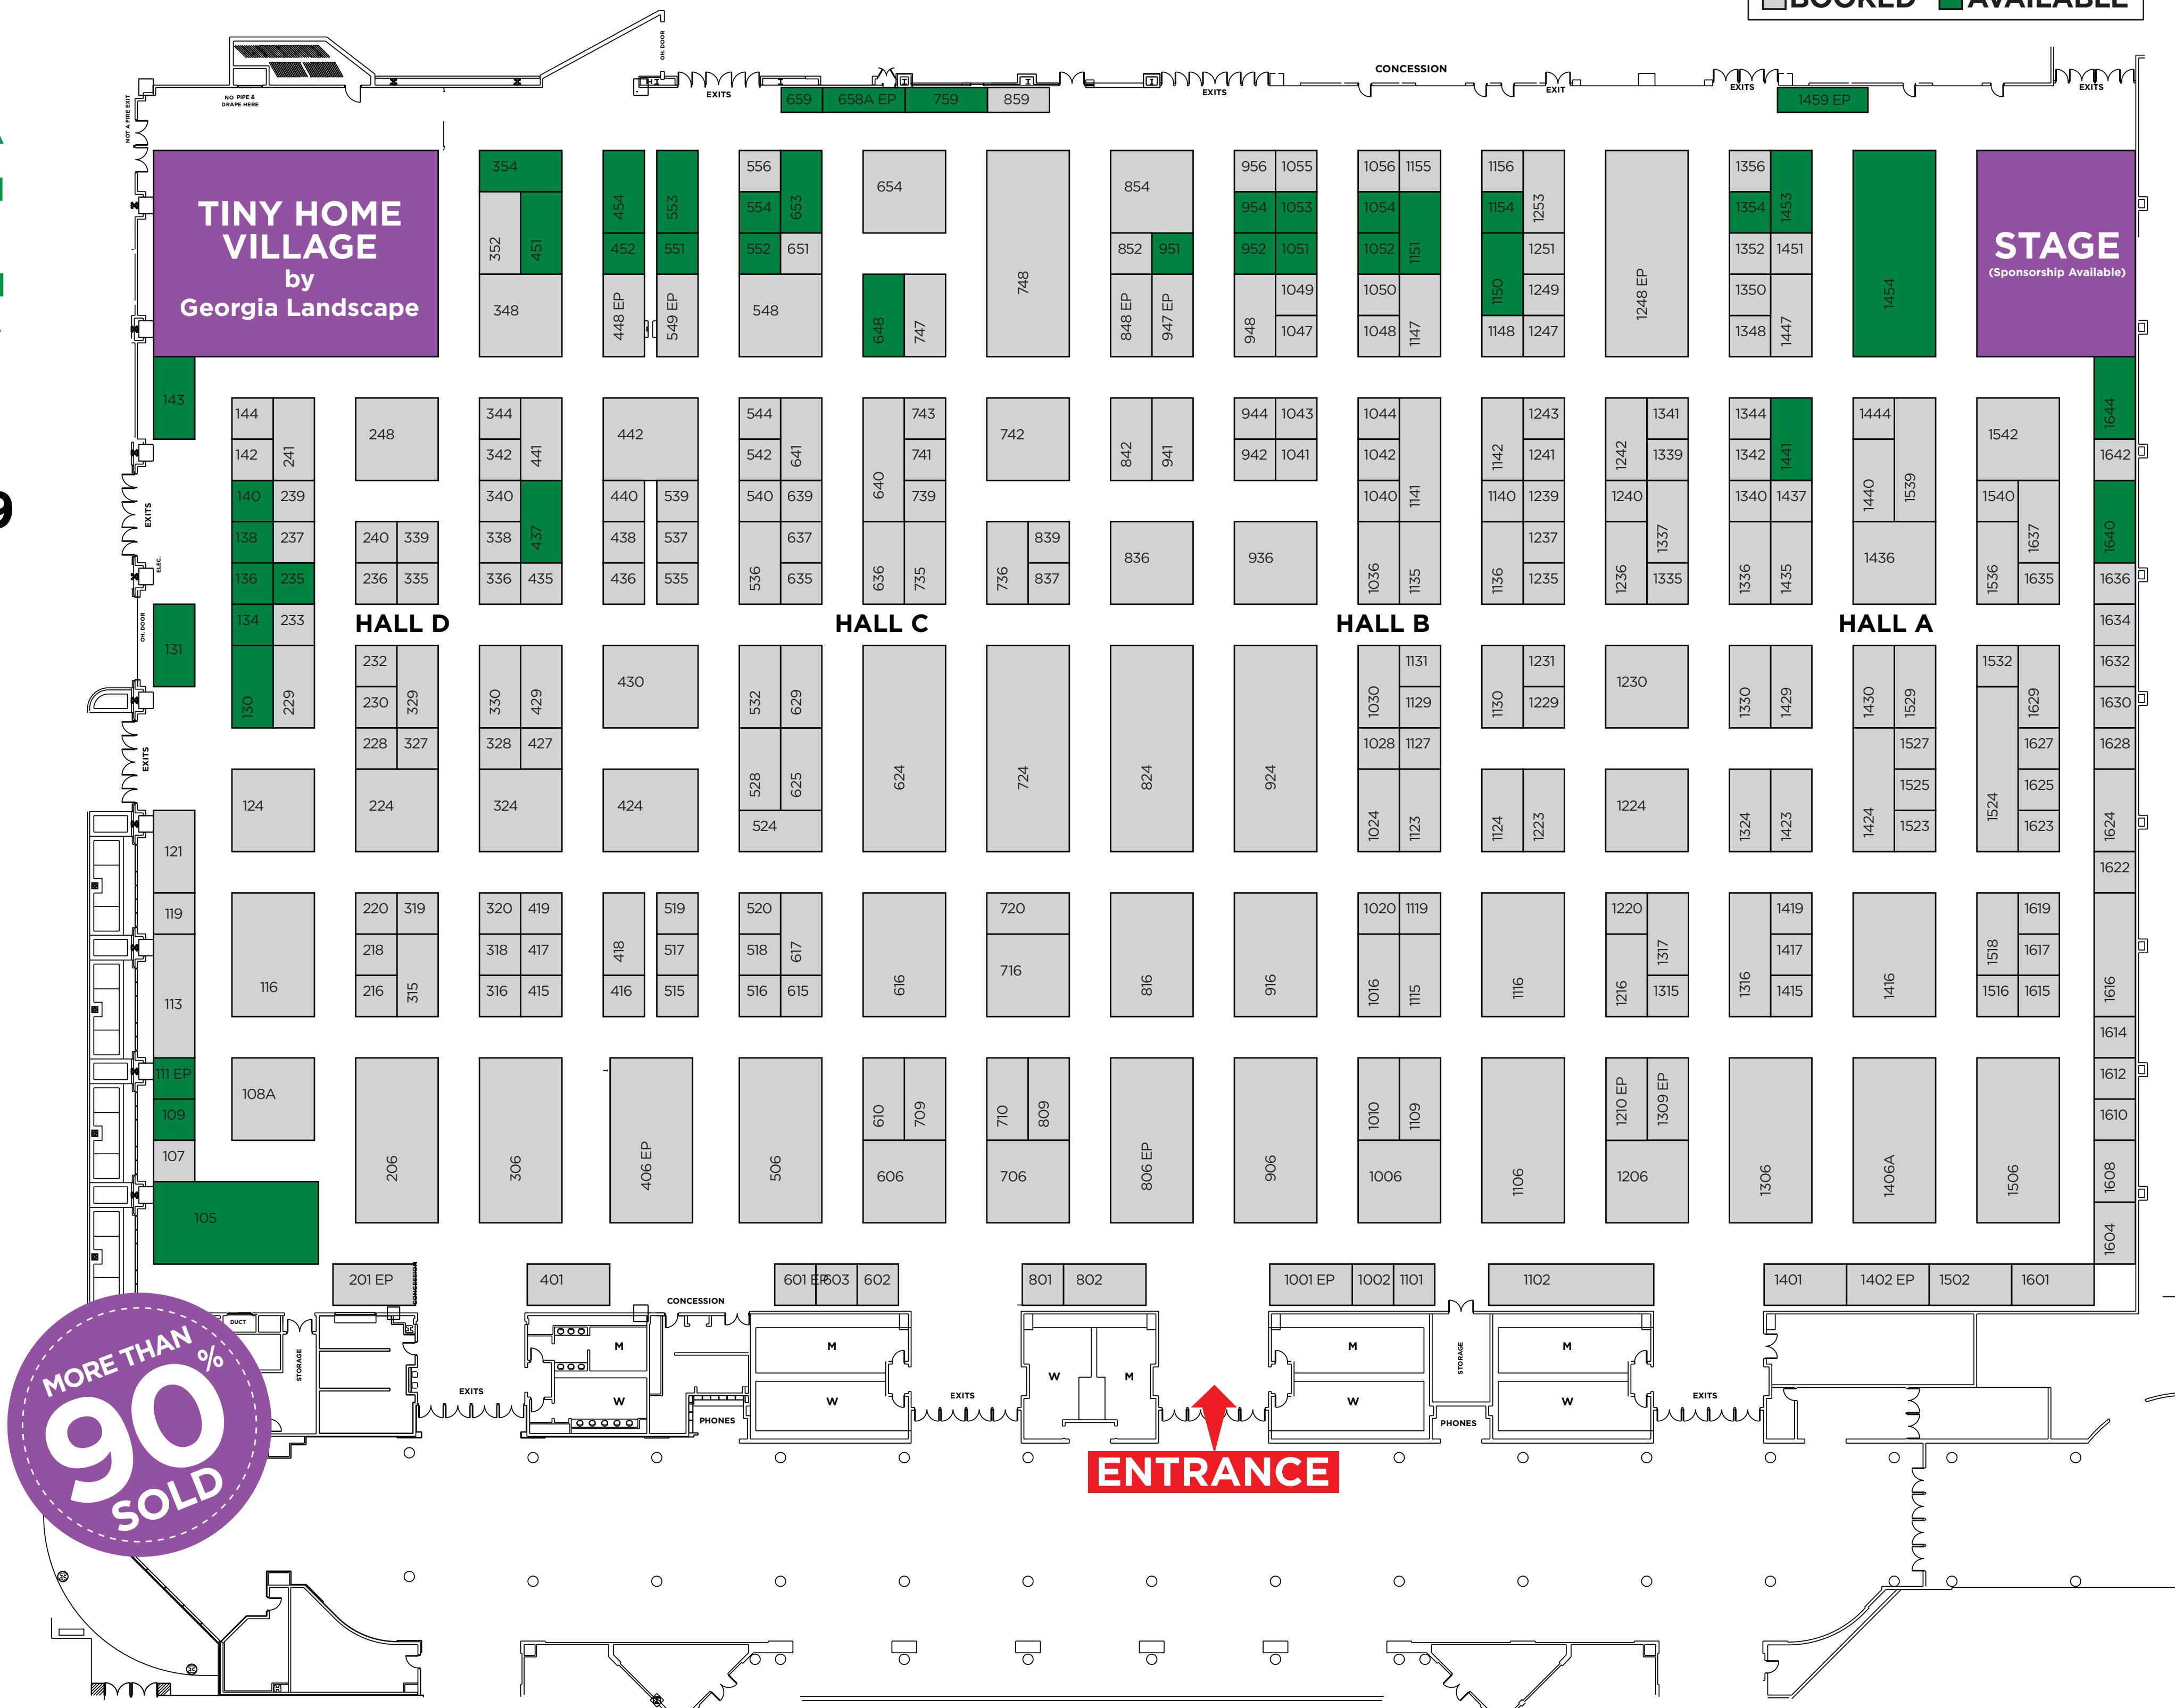 BOOKED AVAILABLE
OH. DOOR
CONCESSION
NO PIPE &
DRAPE HERE
NOT A FIRE EXIT
EXITS
EXITS
EXIT
EXITS
EXITS
659 658A EP 759 859 1459 EP
TINY HOME
VILLAGE
by
Georgia Landscape
STAGE
(Sponsorship Available)
354 454 553 556 653 654 748 854 956 1055 1056 1155 1156 1253 1248 EP 1356 1453 1454
352 451 554 954 1053 1054 1151 1154 1354
452 551 552 651 852 951 952 1051 1052 1251 1352 1451
348 448 EP 549 EP 548 648 747 848 EP 947 EP 948 1049 1050 1147 1150 1249 1350 1447
1047 1048 1148 1247 1348
143 1644
144 241 248 344 441 442 544 641 640 743 742 842 941 944 1043 1044 1141 1142 1243 1242 1341 1344 1441 1444 1539 1542
142 342 542 741 942 1041 1042 1241 1339 1342 1440 1642
140 239 340 437 440 539 540 639 739 1040 1140 1239 1240 1337 1340 1437 1540 1637 1640
EXITS
138 237 240 339 338 438 537 536 637 636 735 736 839 836 936 1036 1135 1136 1237 1236 1336 1435 1436 1536
ELEC.
136 235 236 335 336 435 436 535 635 837 1235 1335 1635 1636
134 233 HALL D HALL C HALL B HALL A 1634
OH. DOOR
131
130 229 232 329 330 429 430 532 629 624 724 824 924 1030 1131 1130 1231 1230 1330 1429 1430 1529 1532 1629 1632
230 1129 1229 1524 1630
EXITS
228 327 328 427 528 625 1028 1127 1424 1527 1627 1628
124 224 324 424 1024 1123 1124 1223 1224 1324 1423 1525 1625 1624
121 524 1523 1623
1622
119 116 220 319 320 419 418 519 520 617 616 720 816 916 1020 1119 1116 1220 1317 1316 1419 1416 1518 1619 1616
113 218 315 318 417 517 518 716 1016 1115 1216 1417 1617
216 316 415 416 515 516 615 1315 1415 1516 1615
1614
111 EP 108A 206 306 406 EP 506 610 709 710 809 806 EP 906 1010 1109 1106 1210 EP 1309 EP 1306 1406A 1506 1612
109 1610
107 606 706 1006 1206 1608
105 1604
201 EP 401 601 EP 603 602 801 802 1001 EP 1002 1101 1102 1401 1402 EP 1502 1601
CONCESSION
CONCESSION
DUCT
STORAGE
M
M
W
M
M
STORAGE
M
W
W
W
W
EXITS
PHONES
EXITS
PHONES
EXITS
MORE THAN
90%
SOLD
ENTRANCE
9